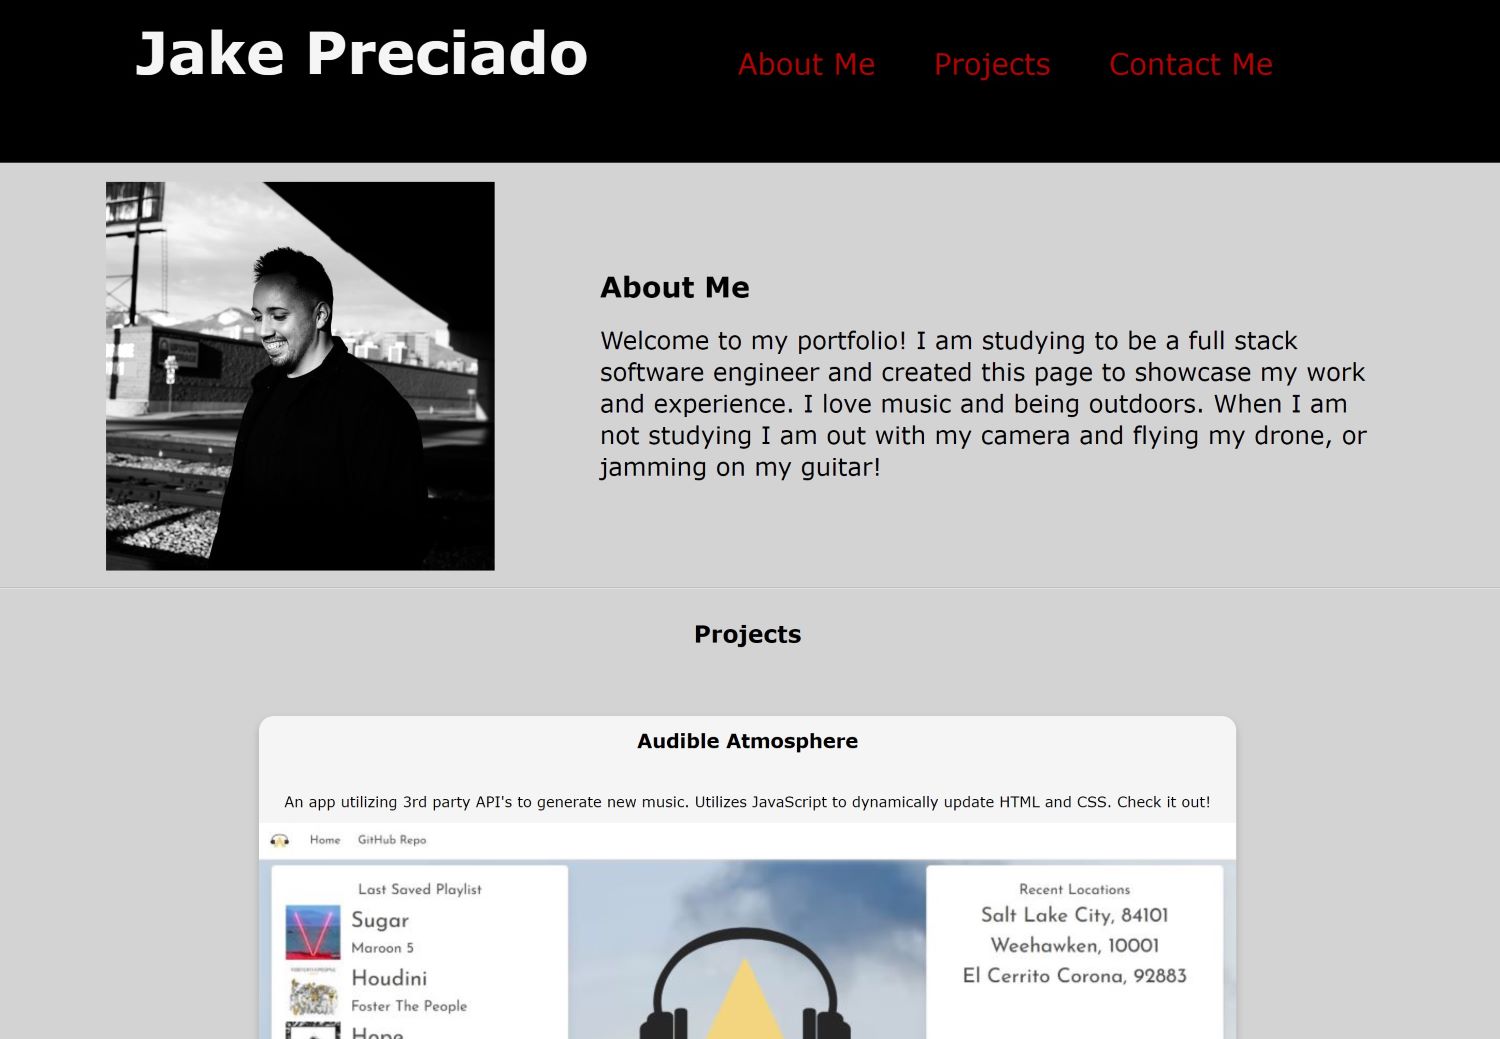 Jake Preciado
About Me
Projects
Contact Me
About Me
Welcome to my portfolio! I am studying to be a full stack
software engineer and created this page to showcase my work
and experience. I love music and being outdoors. When I am
not studying I am out with my camera and flying my drone, or
jamming on my guitar!
Projects
Audible Atmosphere
An app utilizing 3rd party API's to generate new music. Utilizes JavaScript to dynamically update HTML and CSS. Check it out!
Home
GitHub Repo
Last Saved Playlist
Sugar
Maroon 5
Houdini
Foster The People
Hope
Recent Locations
Salt Lake City, 84101
Weehawken, 10001
El Cerrito Corona, 92883